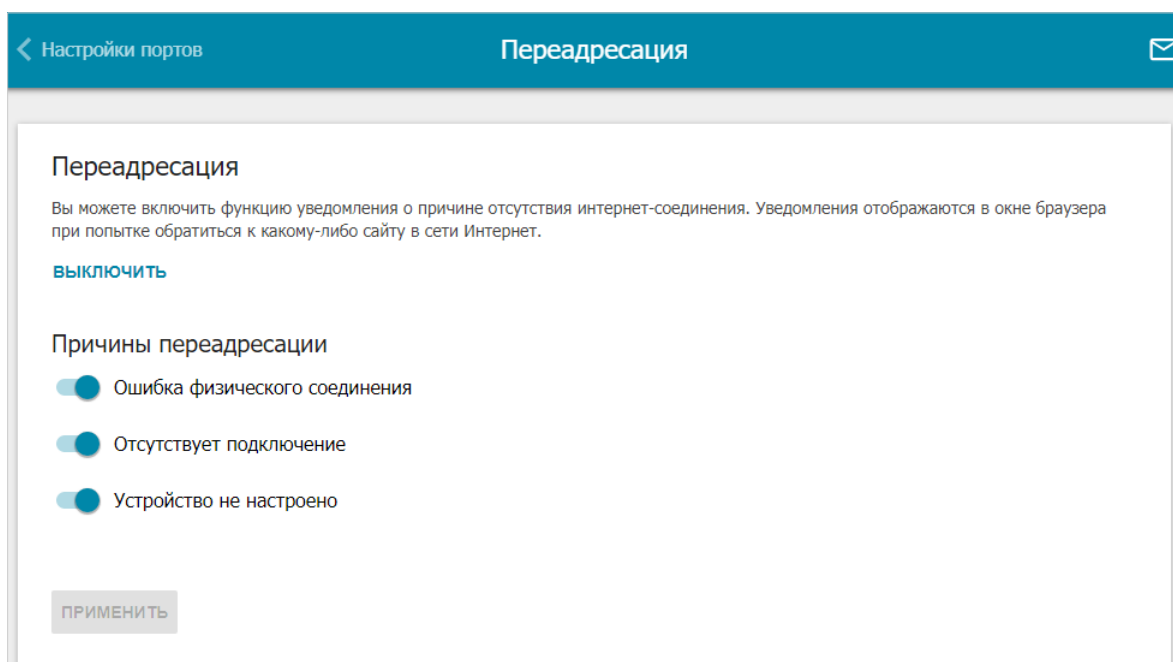 Настройки портов
Переадресация
Переадресация
Вы можете включить функцию уведомления о причине отсутствия интернет-соединения. Уведомления отображаются в окне браузера
при попытке обратиться к какому-либо сайту в сети Интернет.
ВЫКЛЮЧИТЬ
Причины переадресации
Ошибка физического соединения
Отсутствует подключение
Устройство не настроено
ПРИМЕНИТЬ